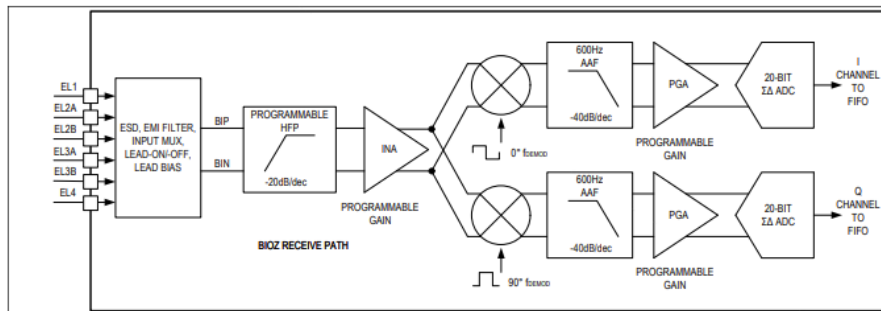 EL1
EL2A
EL2B
EL3A
EL3B
EL4
ESD, EMI FILTER,
INPUT MUX,
LEAD-ON/-OFF,
LEAD BIAS
BIP
BIN
PROGRAMMABLE
HFP
-20dB/dec
INA
PROGRAMMABLE
GAIN
BIOZ RECEIVE PATH
0° fDEMOD
600Hz
AAF
-40dB/dec
PGA
PROGRAMMABLE
GAIN
20-BIT
ΣΔ ADC
I
CHANNEL
TO
FIFO
90° fDEMOD
600Hz
AAF
-40dB/dec
PGA
PROGRAMMABLE
GAIN
20-BIT
ΣΔ ADC
Q
CHANNEL
TO
FIFO